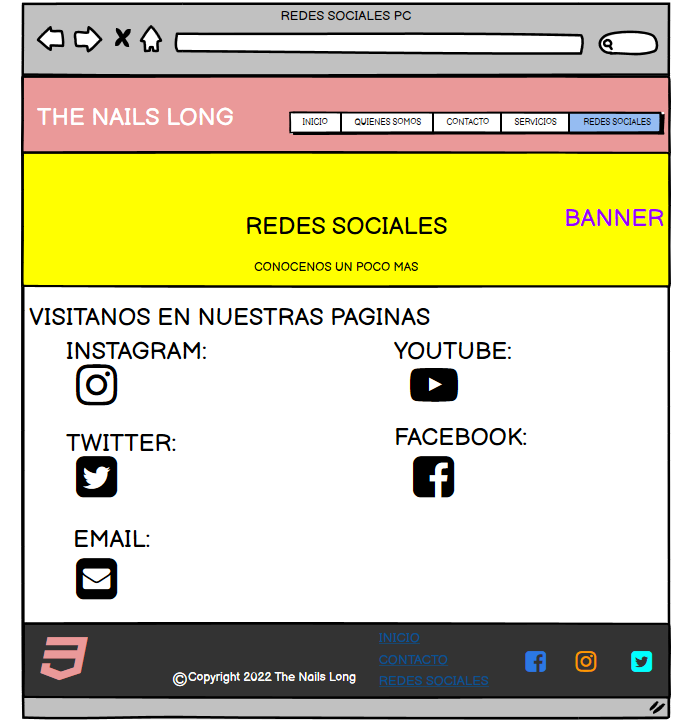 REDES SOCIALES PC
THE NAILS LONG
INICIO
QUIENES SOMOS
CONTACTO
SERVICIOS
REDES SOCIALES
BANNER
REDES SOCIALES
CONOCENOS UN POCO MAS
VISITANOS EN NUESTRAS PAGINAS
INSTAGRAM:
YOUTUBE:
TWITTER:
FACEBOOK:
EMAIL:
©Copyright 2022 The Nails Long
INICIO
CONTACTO
REDES SOCIALES